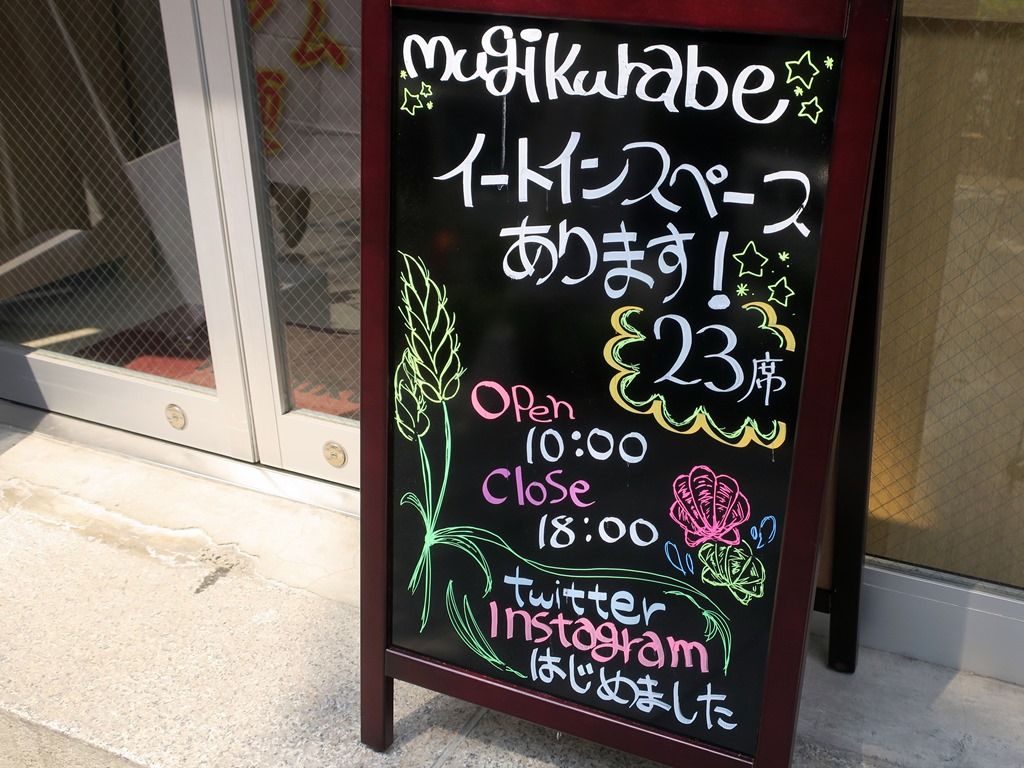 mugikurabe
イートインスペース
あります!
23席
Open
10:00
Close
18:00
twitter
Instagram
はじめました